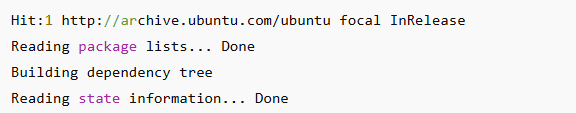 Hit:1 http://archive.ubuntu.com/ubuntu focal InRelease
Reading package lists... Done
Building dependency tree
Reading state information... Done